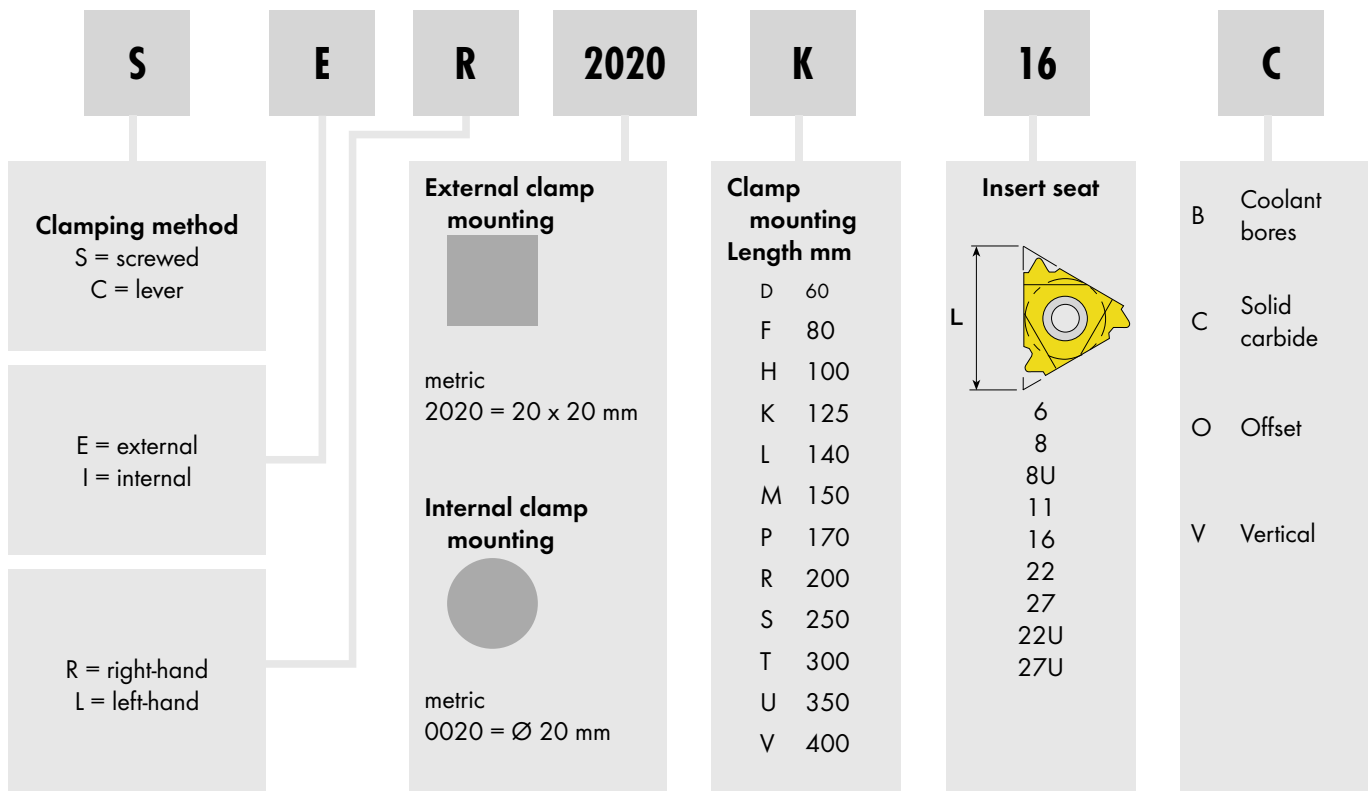 S E R 2020 K 16 C
Clamping method
S = screwed
C = lever
E = external
I = internal
R = right-hand
L = left-hand
External clamp
mounting
metric
2020 = 20 x 20 mm
Internal clamp
mounting
metric
0020 = Ø 20 mm
Clamp
mounting
Length mm
D 60
F 80
H 100
K 125
L 140
M 150
P 170
R 200
S 250
T 300
U 350
V 400
Insert seat
L
6
8
8U
11
16
22
27
22U
27U
B Coolant
bores
C Solid
carbide
O Offset
V Vertical